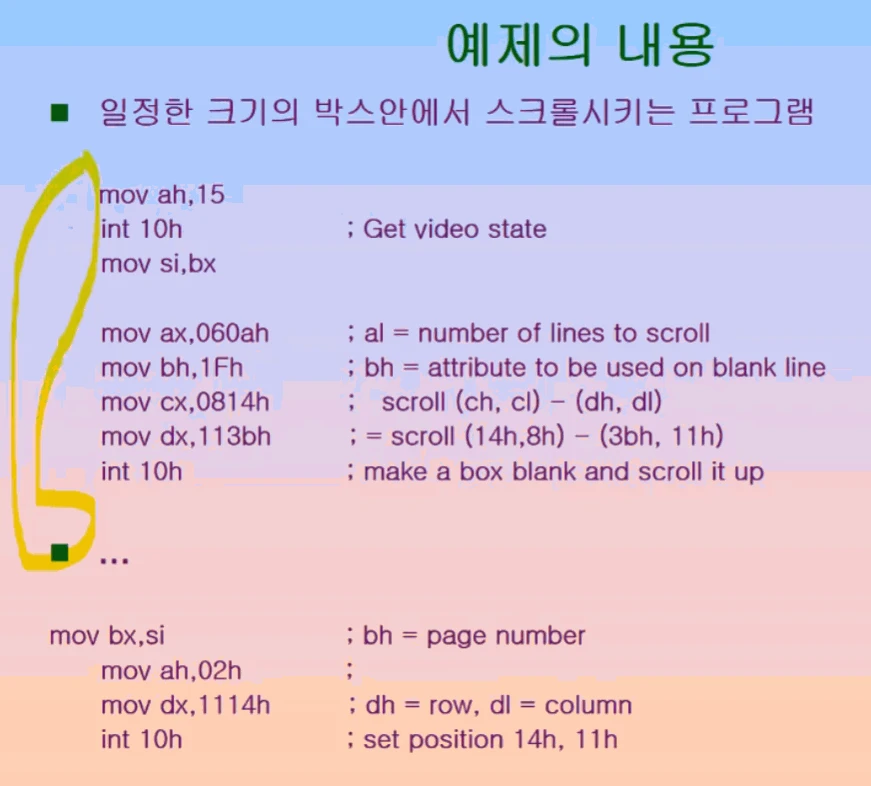 예제의 내용
■ 일정한 크기의 박스안에서 스크롤시키는 프로그램
mov ah,15
int 10h ; Get video state
mov si,bx
mov ax,060ah ; al = number of lines to scroll
mov bh,1Fh ; bh = attribute to be used on blank line
mov cx,0814h ; scroll (ch, cl) - (dh, dl)
mov dx,113bh ; = scroll (14h,8h) - (3bh, 11h)
int 10h ; make a box blank and scroll it up
■ ...
mov bx,si ; bh = page number
mov ah,02h ;
mov dx,1114h ; dh = row, dl = column
int 10h ; set position 14h, 11h